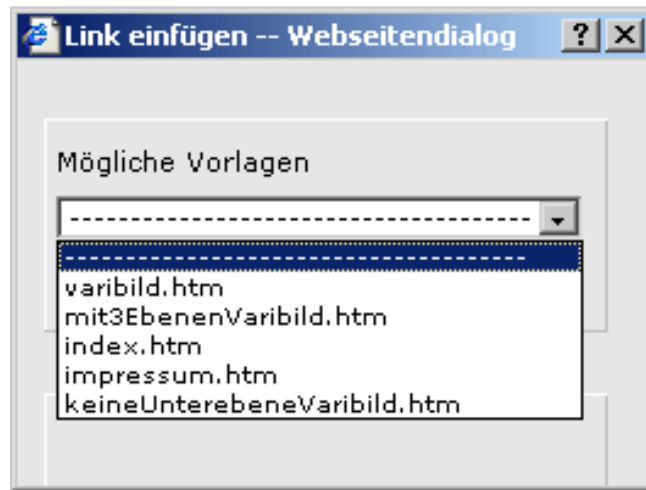 Link einfügen -- Webseitendialog ? X
Mögliche Vorlagen
-------------------------------------
-------------------------------------
varibild.htm
mit3EbenenVaribild.htm
index.htm
impressum.htm
keineUnterebeneVaribild.htm